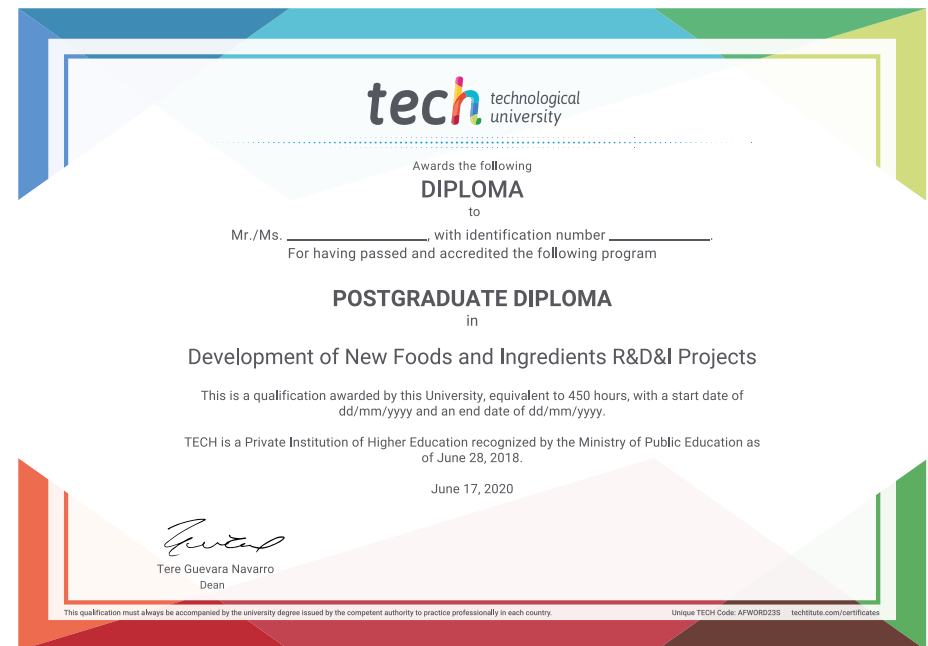 tech technological
university
Awards the following
DIPLOMA
to
Mr./Ms. ____________________, with identification number ______________.
For having passed and accredited the following program
POSTGRADUATE DIPLOMA
in
Development of New Foods and Ingredients R&D&I Projects
This is a qualification awarded by this University, equivalent to 450 hours, with a start date of
dd/mm/yyyy and an end date of dd/mm/yyyy.
TECH is a Private Institution of Higher Education recognized by the Ministry of Public Education as
of June 28, 2018.
June 17, 2020
Tere Guevara Navarro
Dean
This qualification must always be accompanied by the university degree issued by the competent authority to practice professionally in each country.
Unique TECH Code: AFWORD23S techtitute.com/certificates